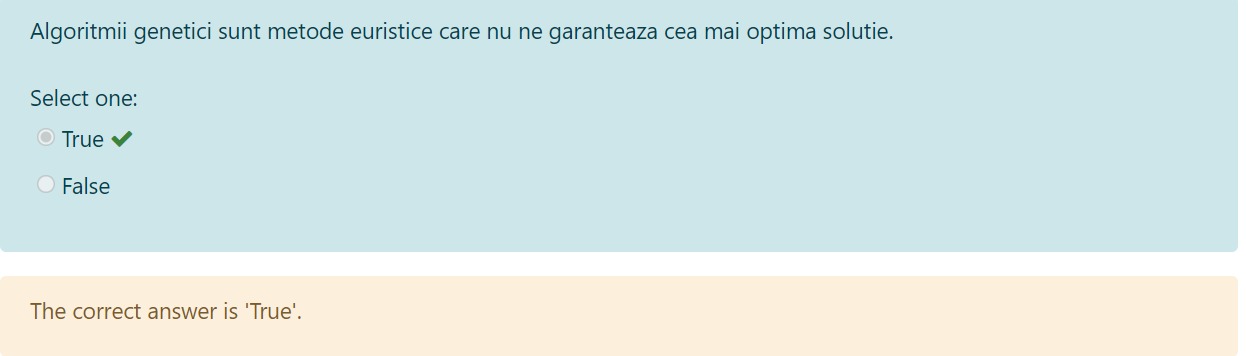 Algoritmii genetici sunt metode euristice care nu ne garanteaza cea mai optima solutie.
Select one:
True
False
The correct answer is 'True'.